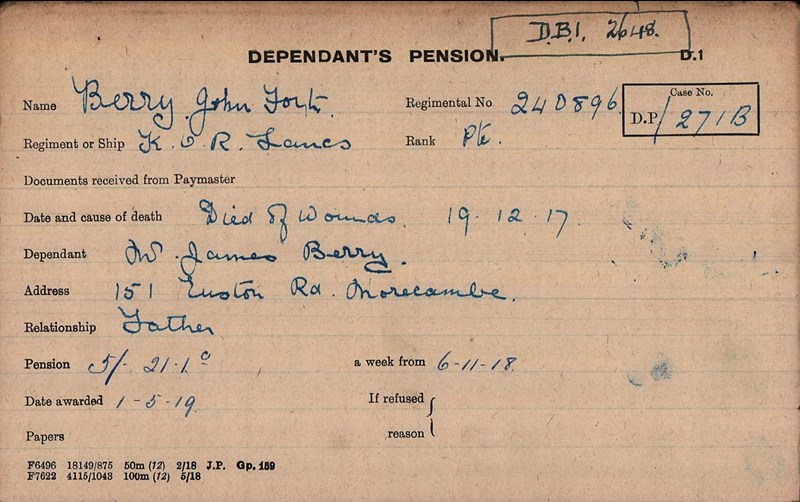 D.B.1. 2648.
DEPENDANT'S PENSION. D.1
Name Berry John Fort. Regimental No 240896. Case No.
D.P/271B
Regiment or Ship K.O.R. Lancs Rank Pte.
Documents received from Paymaster
Date and cause of death Died of Wounds. 19.12.17.
Dependant Mr. James Berry.
Address 151 Euston Rd. Morecambe.
Relationship Father
Pension 5/- 21.1.c a week from 6-11-18.
Date awarded 1-5-19. If refused
Papers reason
F6496 18149/875 50m (12) 2/18 J.P. Gp. 159
F7622 4115/1043 100m (12) 5/18